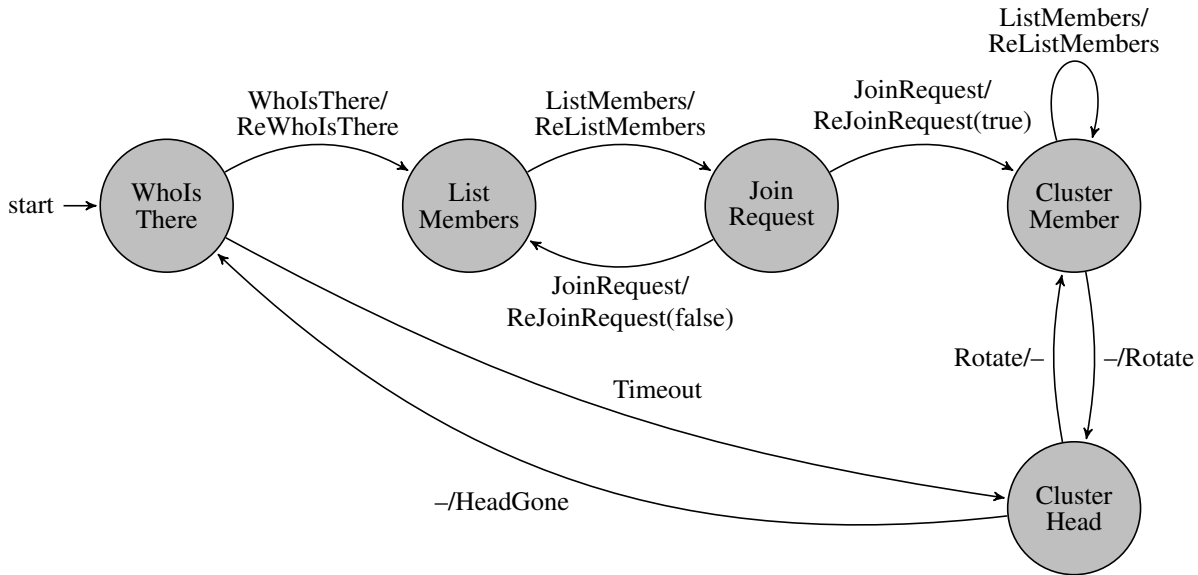 ListMembers/
ReListMembers
WhoIsThere/
ReWhoIsThere
ListMembers/
ReListMembers
JoinRequest/
ReJoinRequest(true)
start
WhoIs
There
List
Members
Join
Request
Cluster
Member
JoinRequest/
ReJoinRequest(false)
Rotate/–
–/Rotate
Timeout
–/HeadGone
Cluster
Head